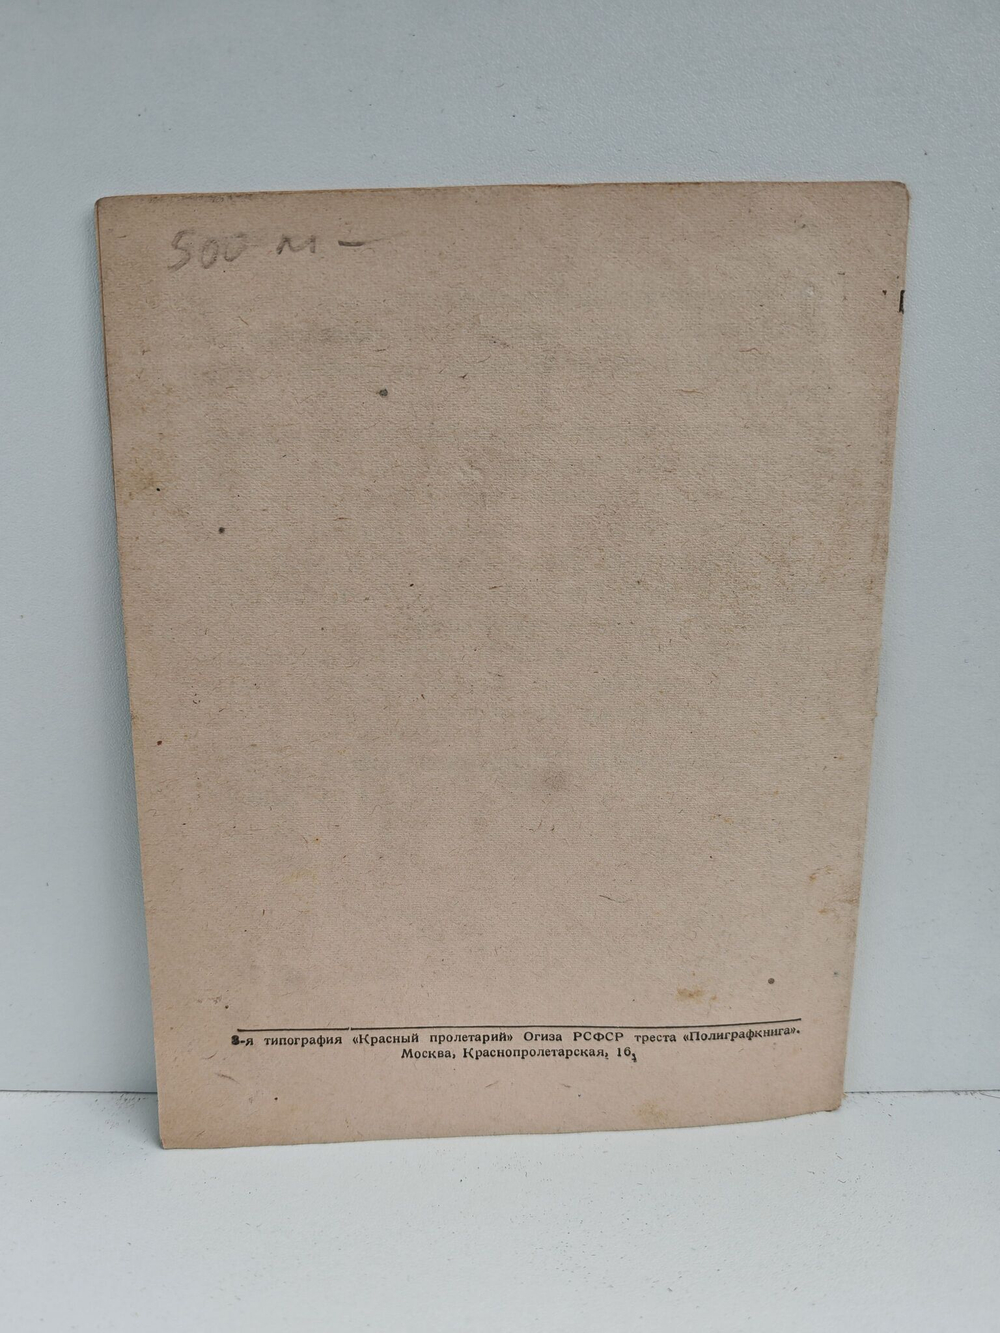 500 м –
3-я типография «Красный пролетарий» Огиза РСФСР треста «Полиграфкнига».
Москва, Краснопролетарская, 16,